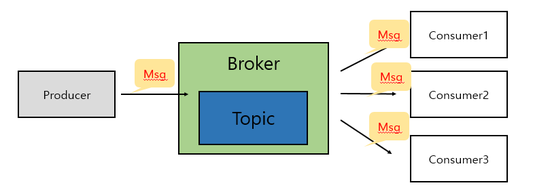 Producer
Msg
Broker
Topic
Msg
Consumer1
Msg
Consumer2
Msg
Consumer3